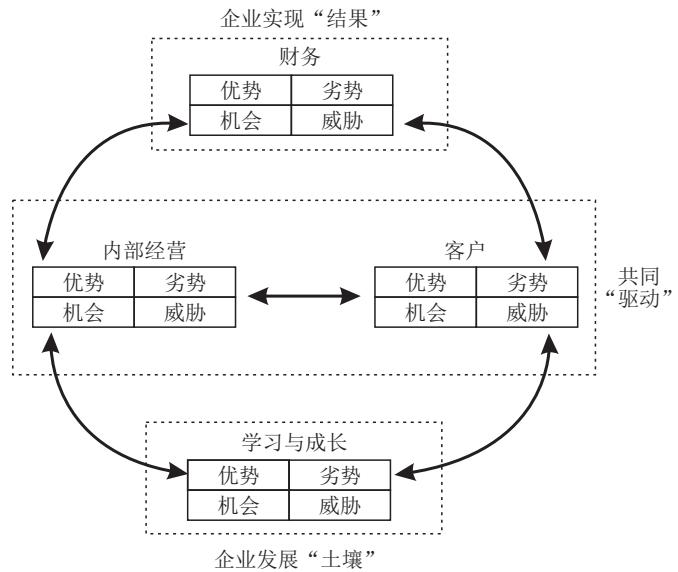 企业实现“结果”
财务
优势 劣势
机会 威胁
内部经营
优势 劣势
机会 威胁
客户
优势 劣势
机会 威胁
共同
“驱动”
学习与成长
优势 劣势
机会 威胁
企业发展“土壤”